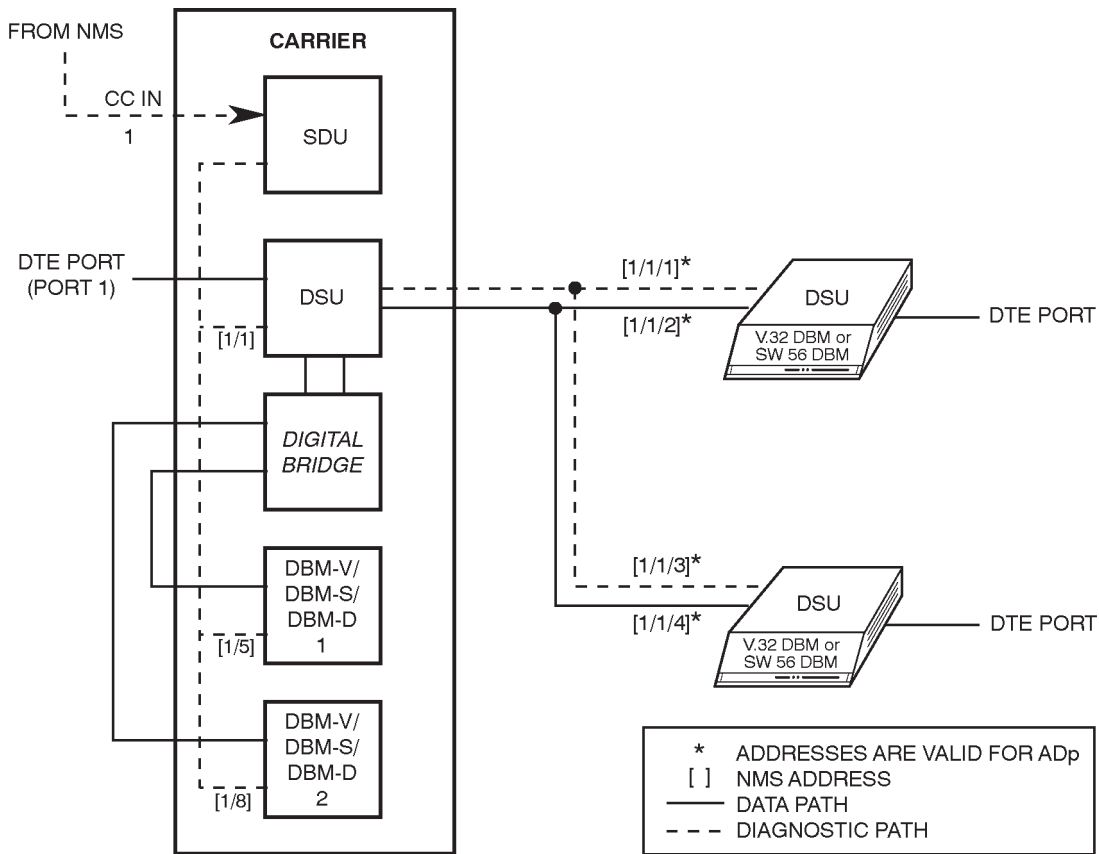 FROM NMS
CARRIER
CC IN
1
SDU
DTE PORT
(PORT 1)
DSU
[1/1]
[1/1/1]*
[1/1/2]*
DSU
V.32 DBM or
SW 56 DBM
DTE PORT
DIGITAL
BRIDGE
DBM-V/
DBM-S/
DBM-D
1
[1/5]
[1/1/3]*
[1/1/4]*
DSU
V.32 DBM or
SW 56 DBM
DTE PORT
DBM-V/
DBM-S/
DBM-D
2
[1/8]
* ADDRESSES ARE VALID FOR ADp
[ ] NMS ADDRESS
DATA PATH
DIAGNOSTIC PATH